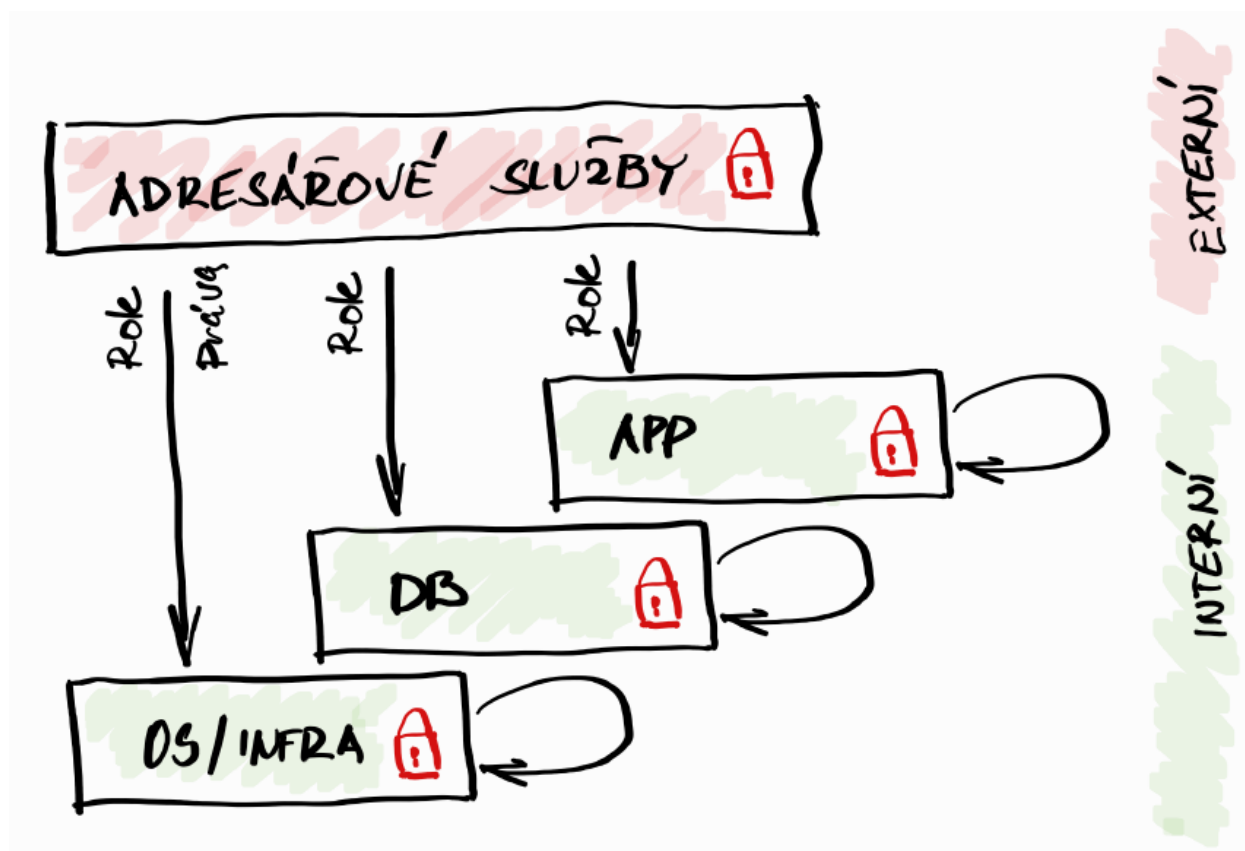 ADRESÁŘOVÉ SLUŽBY
Role
práva
Role
Role
APP
DB
OS/INFRA
EXTERNÍ
INTERNÍ